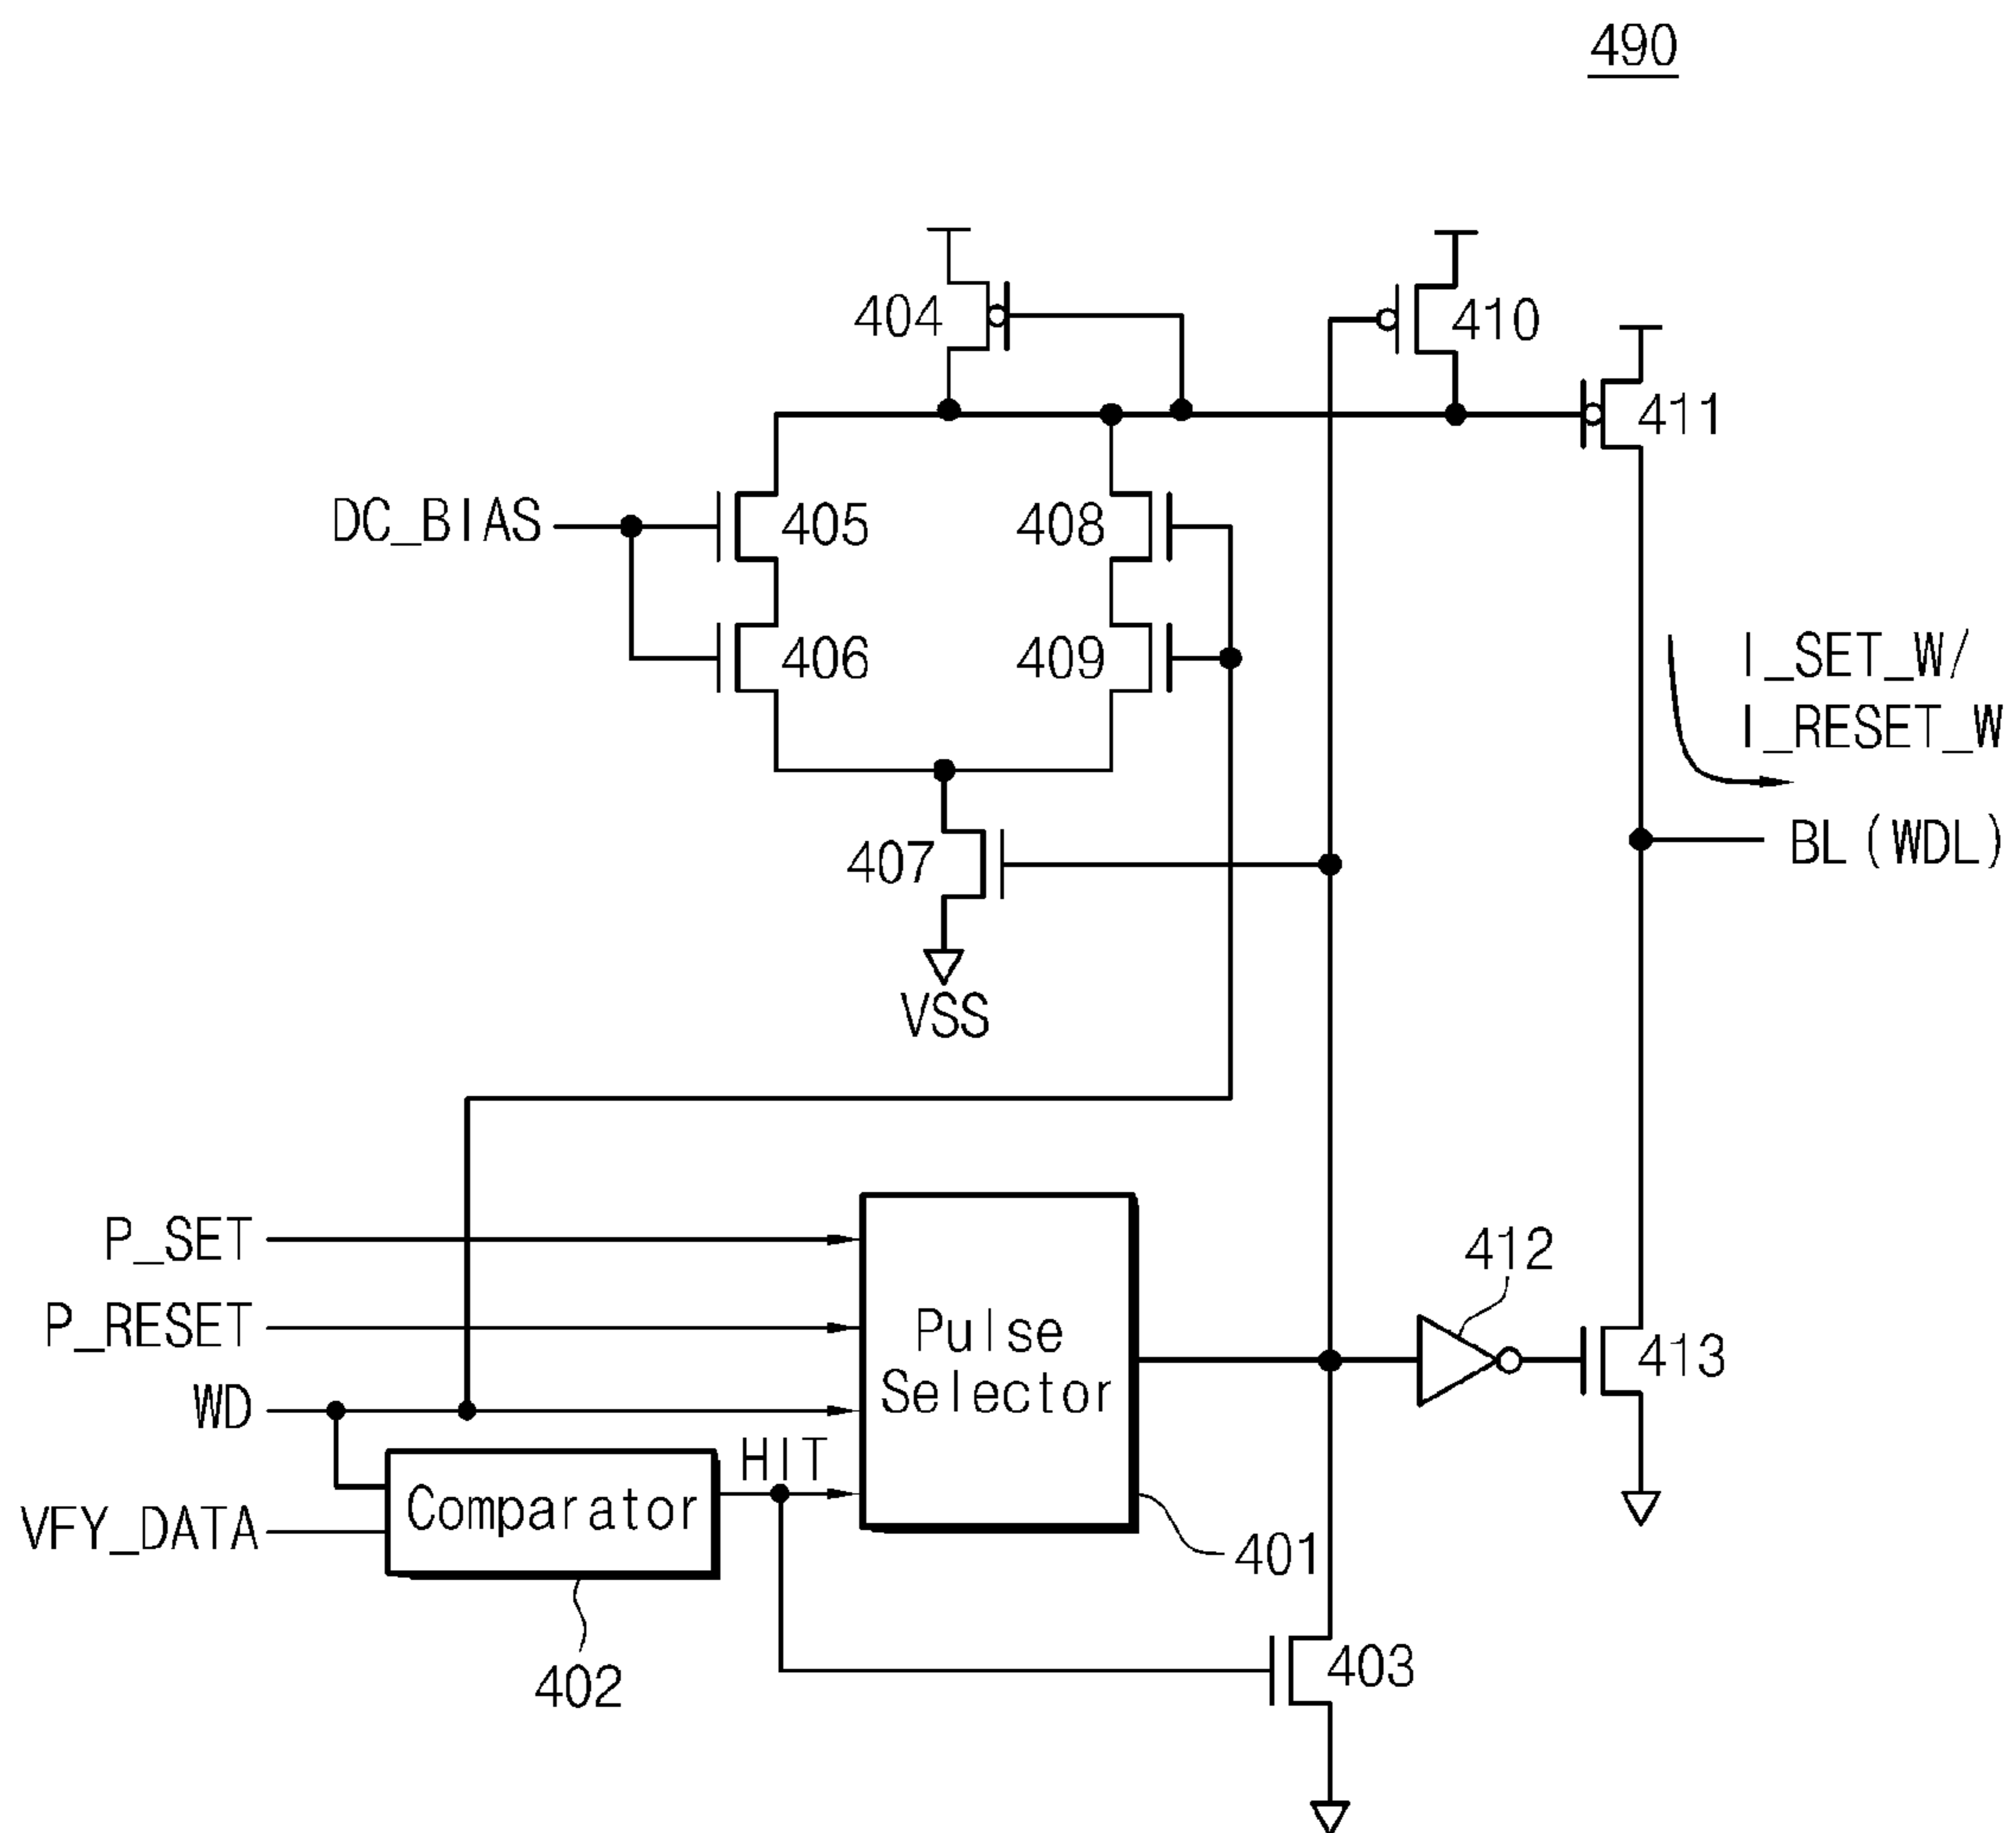 490
404
410
411
DC_BIAS
405
408
406
409
I_SET_W/
I_RESET_W
407
BL(WDL)
VSS
P_SET
412
P_RESET
Pulse
Selector
413
WD
HIT
Comparator
VFY_DATA
401
402
403